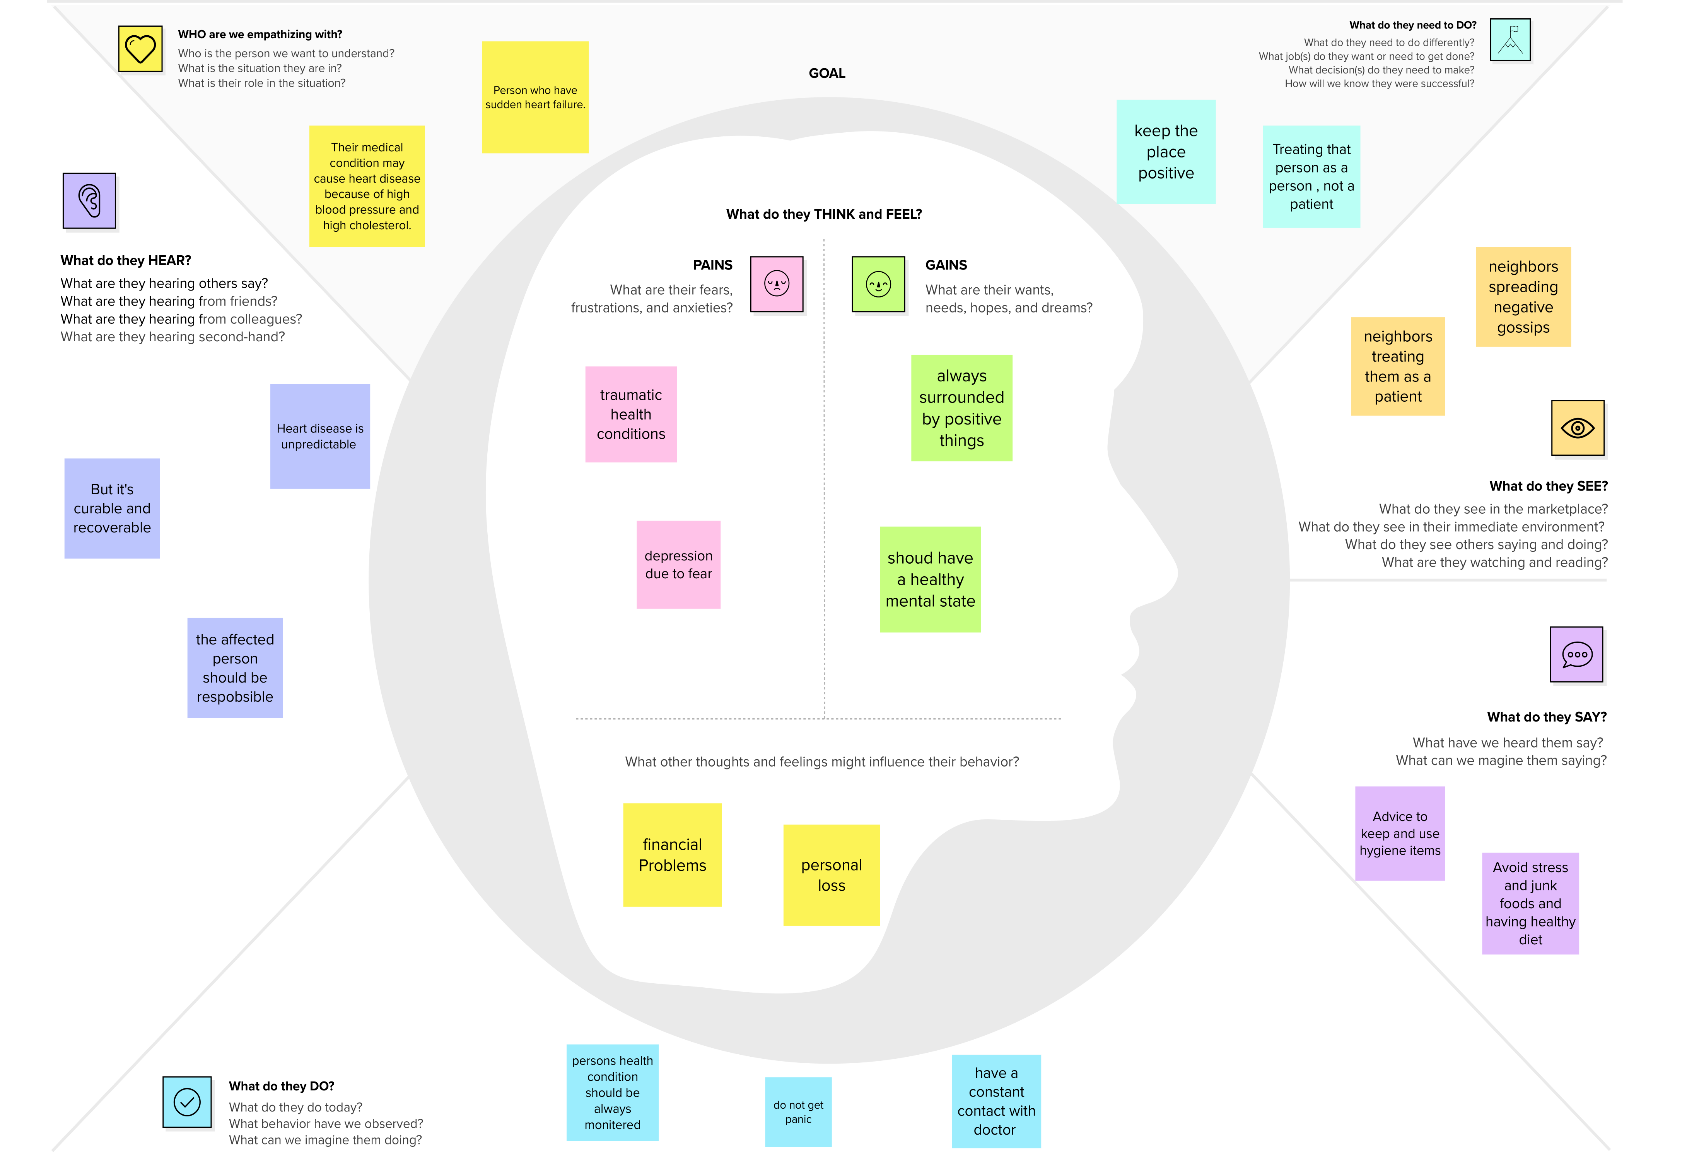 WHO are we empathizing with?
Who is the person we want to understand?
What is the situation they are in?
What is their role in the situation?
Person who have
sudden heart failure.
Their medical
condition may
cause heart disease
because of high
blood pressure and
high cholesterol.
GOAL
What do they need to DO?
What do they need to do differently?
What job(s) do they want or need to get done?
What decision(s) do they need to make?
How will we know they were successful?
keep the
place
positive
Treating that
person as a
person , not a
patient
What do they HEAR?
What are they hearing others say?
What are they hearing from friends?
What are they hearing from colleagues?
What are they hearing second-hand?
Heart disease is
unpredictable
But it's
curable and
recoverable
the affected
person
should be
respobsible
What do they THINK and FEEL?
PAINS
What are their fears,
frustrations, and anxieties?
traumatic
health
conditions
depression
due to fear
GAINS
What are their wants,
needs, hopes, and dreams?
always
surrounded
by positive
things
shoud have
a healthy
mental state
What other thoughts and feelings might influence their behavior?
financial
Problems
personal
loss
neighbors
spreading
negative
gossips
neighbors
treating
them as a
patient
What do they SEE?
What do they see in the marketplace?
What do they see in their immediate environment?
What do they see others saying and doing?
What are they watching and reading?
What do they SAY?
What have we heard them say?
What can we magine them saying?
Advice to
keep and use
hygiene items
Avoid stress
and junk
foods and
having healthy
diet
What do they DO?
What do they do today?
What behavior have we observed?
What can we imagine them doing?
persons health
condition
should be
always
monitered
do not get
panic
have a
constant
contact with
doctor